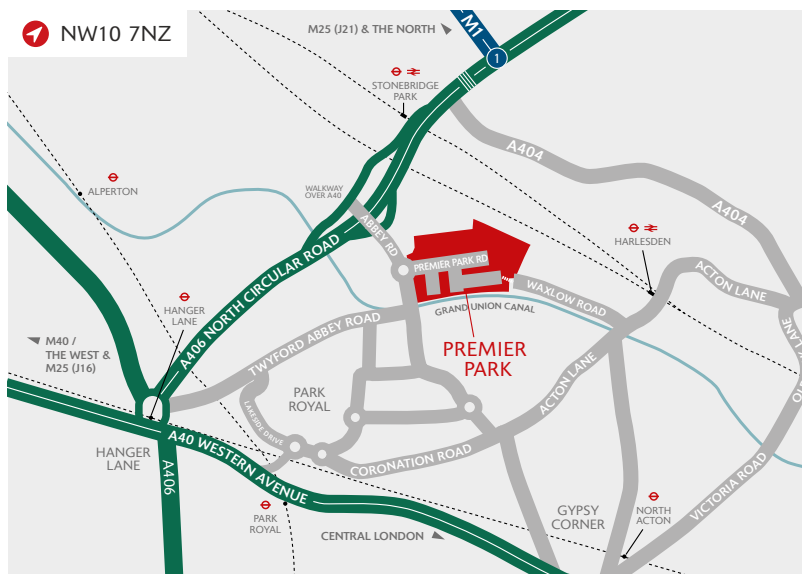 NW10 7NZ
M25 (J21) & THE NORTH
M1
1
STONEBRIDGE
PARK
A404
ALPERTON
WALKWAY
OVER A40
ABBEY RD
A404
HARLESDEN
PREMIER PARK RD
ACTON LANE
A406 NORTH CIRCULAR ROAD
WAXLOW ROAD
HANGER
LANE
GRAND UNION CANAL
TWYFORD ABBEY ROAD
M40 /
THE WEST &
M25 (J16)
PREMIER
PARK
ACTON LANE
PARK
ROYAL
LAKESIDE DRIVE
HANGER
LANE
A40 WESTERN AVENUE
CORONATION ROAD
A406
VICTORIA ROAD
PARK
ROYAL
GYPSY
CORNER
NORTH
ACTON
CENTRAL LONDON